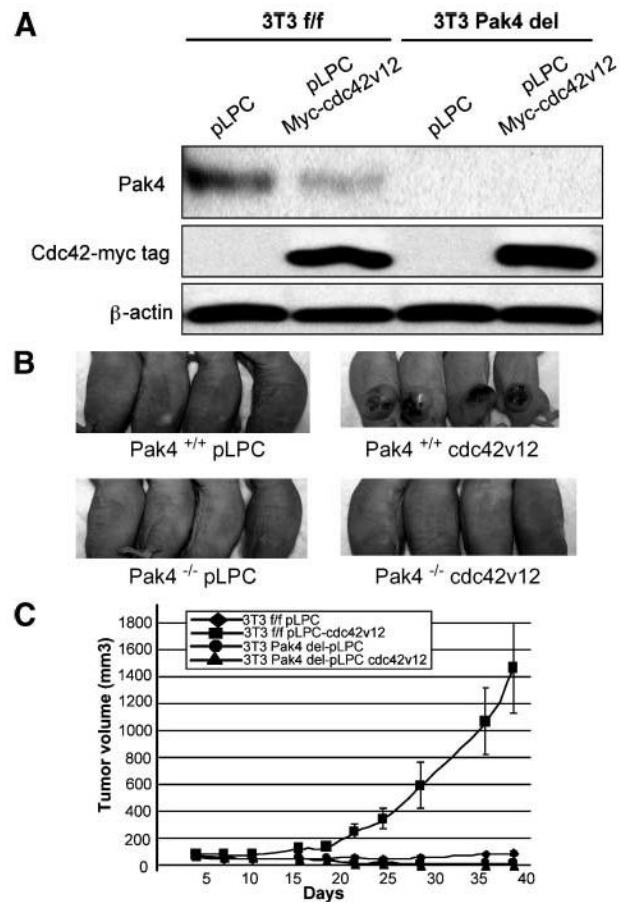 A
3T3 f/f
3T3 Pak4 del
pLPC
pLPC
Myc-cdc42v12
pLPC
pLPC
Myc-cdc42v12
Pak4
Cdc42-myc tag
β-actin
B
Pak4 +/+ pLPC
Pak4 +/+ cdc42v12
Pak4 -/- pLPC
Pak4 -/- cdc42v12
C
3T3 f/f pLPC
3T3 f/f pLPC-cdc42v12
3T3 Pak4 del-pLPC
3T3 Pak4 del-pLPC cdc42v12
Tumor volume (mm3)
1800
1600
1400
1200
1000
800
600
400
200
0
5 10 15 20 25 30 35 40
Days